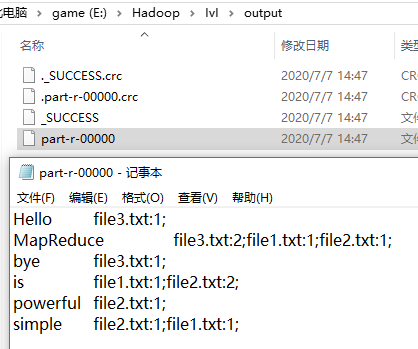 比电脑 › game (E:) › Hadoop › lvl › output
名称 修改日期 类
._SUCCESS.crc 2020/7/7 14:47 CR
.part-r-00000.crc 2020/7/7 14:47 CR
_SUCCESS 2020/7/7 14:47 文
part-r-00000 2020/7/7 14:47 文
part-r-00000 - 记事本
文件(F) 编辑(E) 格式(O) 查看(V) 帮助(H)
Hello file3.txt:1;
MapReduce file3.txt:2;file1.txt:1;file2.txt:1;
bye file3.txt:1;
is file1.txt:1;file2.txt:2;
powerful file2.txt:1;
simple file2.txt:1;file1.txt:1;